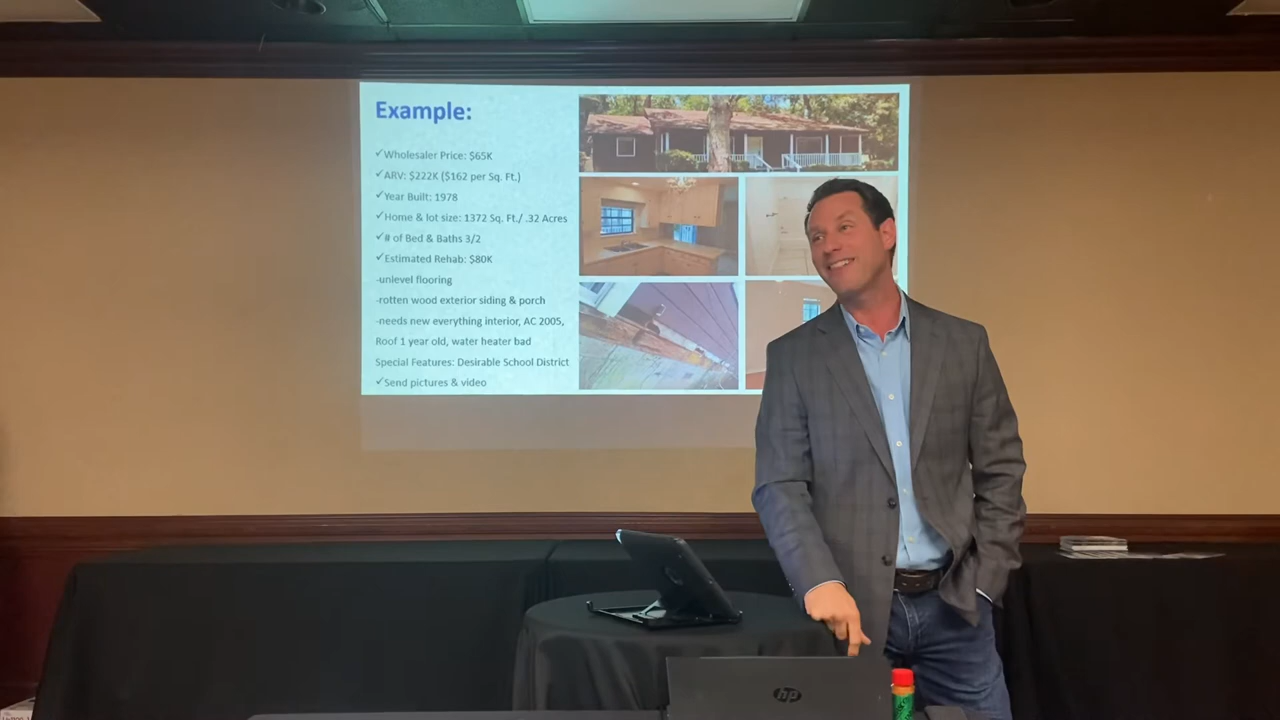 Example:
✓Wholesaler Price: $65K
✓ARV: $222K ($162 per Sq. Ft.)
✓Year Built: 1978
✓Home & lot size: 1372 Sq. Ft./ .32 Acres
✓# of Bed & Baths 3/2
✓Estimated Rehab: $80K
-unlevel flooring
-rotten wood exterior siding & porch
-needs new everything interior, AC 2005,
Roof 1 year old, water heater bad
Special Features: Desirable School District
✓Send pictures & video
hp